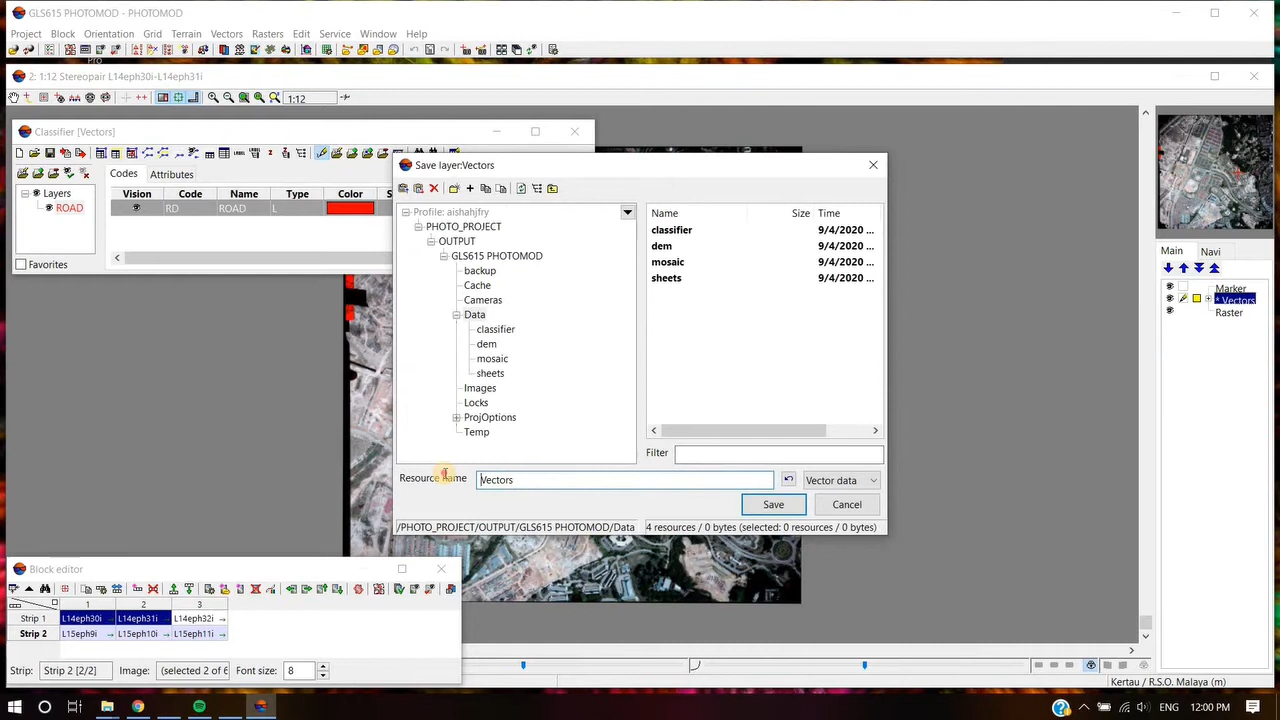 GLS615 PHOTOMOD - PHOTOMOD
Project Block Orientation Grid Terrain Vectors Rasters Edit Service Window Help
Pro
2: 1:12 Stereopair L14eph30i-L14eph31i
1:12
Classifier [Vectors]
Layers
ROAD
Favorites
Codes Attributes
Vision Code Name Type Color
RD ROAD L
Save layer:Vectors
Profile: aishahjfry
PHOTO_PROJECT
OUTPUT
GLS615 PHOTOMOD
backup
Cache
Cameras
Data
classifier
dem
mosaic
sheets
Images
Locks
ProjOptions
Temp
Name Size Time
classifier 9/4/2020 ...
dem 9/4/2020 ...
mosaic 9/4/2020 ...
sheets 9/4/2020 ...
Filter
Resource name Vectors Vector data
Save Cancel
/PHOTO_PROJECT/OUTPUT/GLS615 PHOTOMOD/Data 4 resources / 0 bytes (selected: 0 resources / 0 bytes)
Main Navi
Marker
* Vectors
Raster
Block editor
1 2 3
Strip 1 L14eph30i L14eph31i L14eph32i
Strip 2 L15eph9i L15eph10i L15eph11i
Strip: Strip 2 [2/2] Image: (selected 2 of 6 Font size: 8
Kertau / R.S.O. Malaya (m)
ENG 12:00 PM